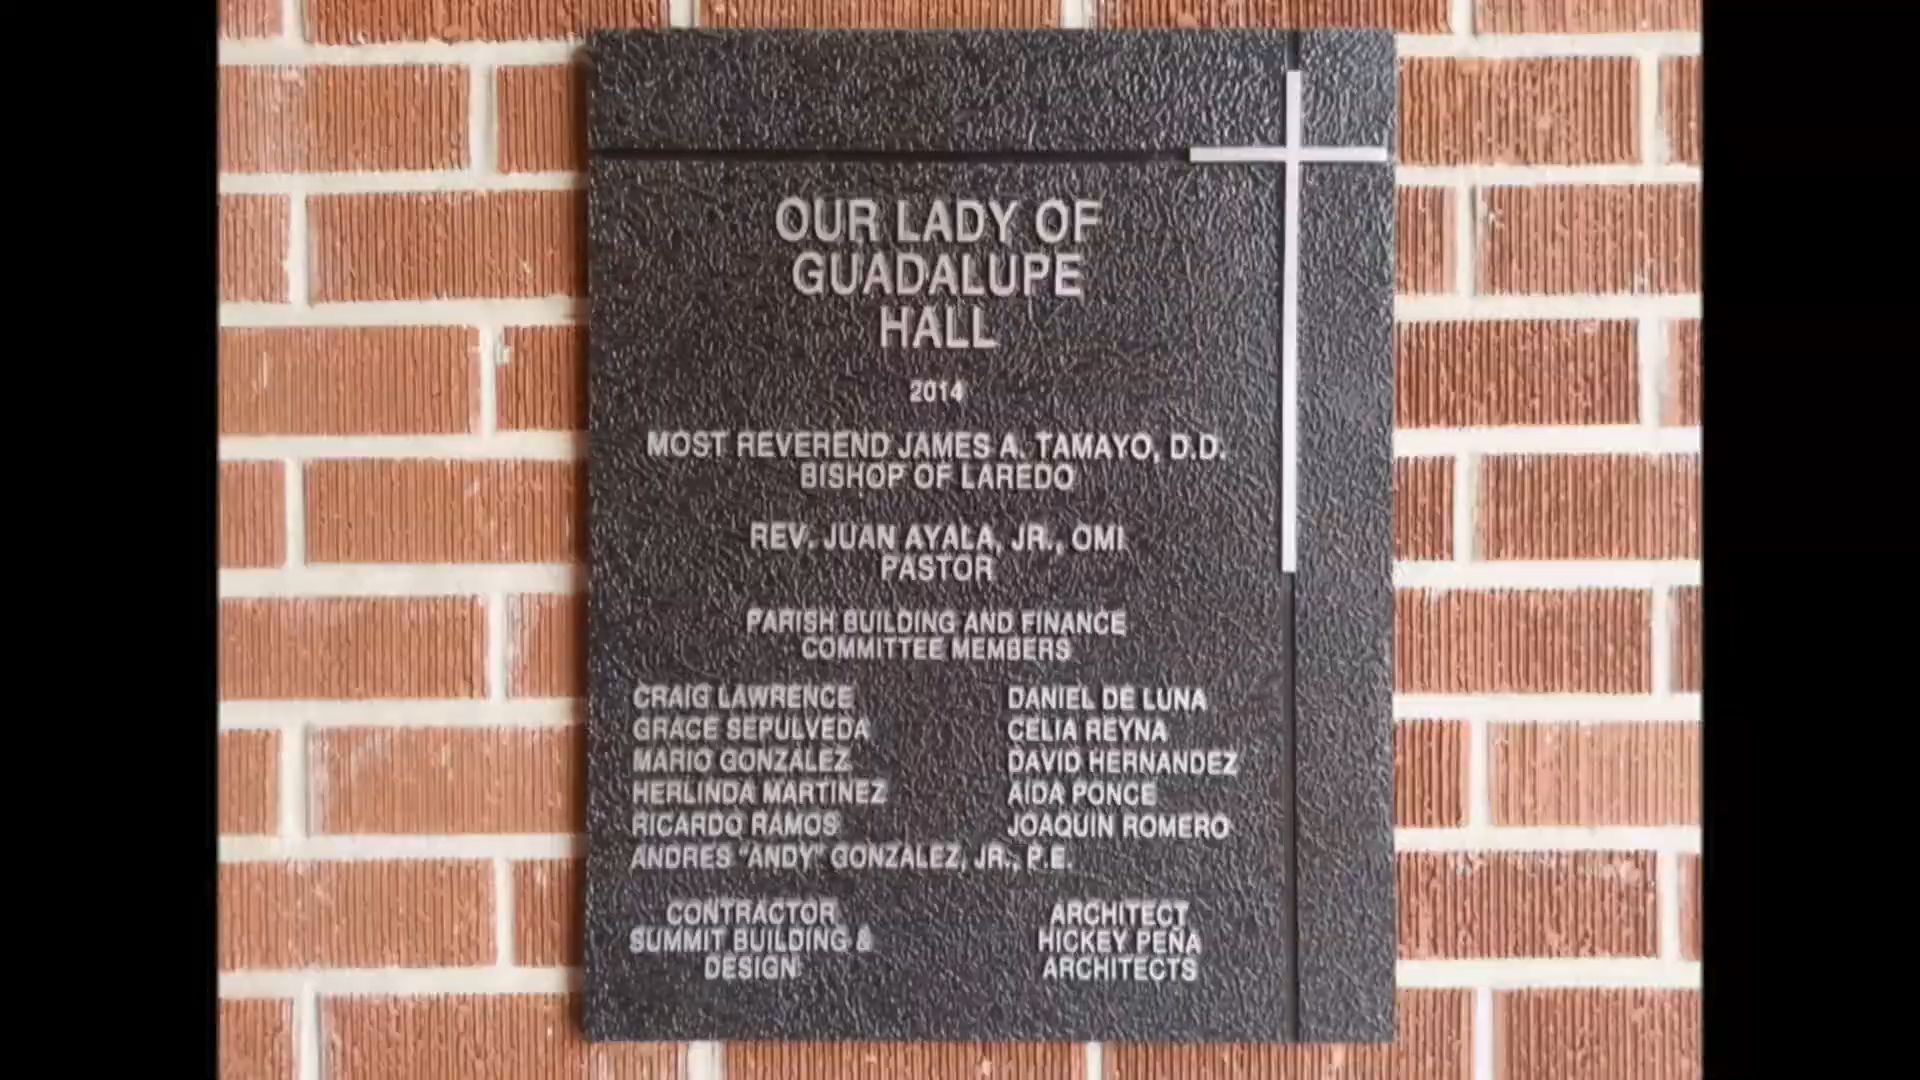 OUR LADY OF
GUADALUPE
HALL
2014
MOST REVEREND JAMES A. TAMAYO, D.D.
BISHOP OF LAREDO
REV. JUAN AYALA, JR., OMI
PASTOR
PARISH BUILDING AND FINANCE
COMMITTEE MEMBERS
CRAIG LAWRENCE
GRACE SEPULVEDA
MARIO GONZALEZ
HERLINDA MARTINEZ
RICARDO RAMOS
ANDRES "ANDY" GONZALEZ, JR., P.E.
DANIEL DE LUNA
CELIA REYNA
DAVID HERNANDEZ
AIDA PONCE
JOAQUIN ROMERO
CONTRACTOR
SUMMIT BUILDING &
DESIGN
ARCHITECT
HICKEY PEÑA
ARCHITECTS